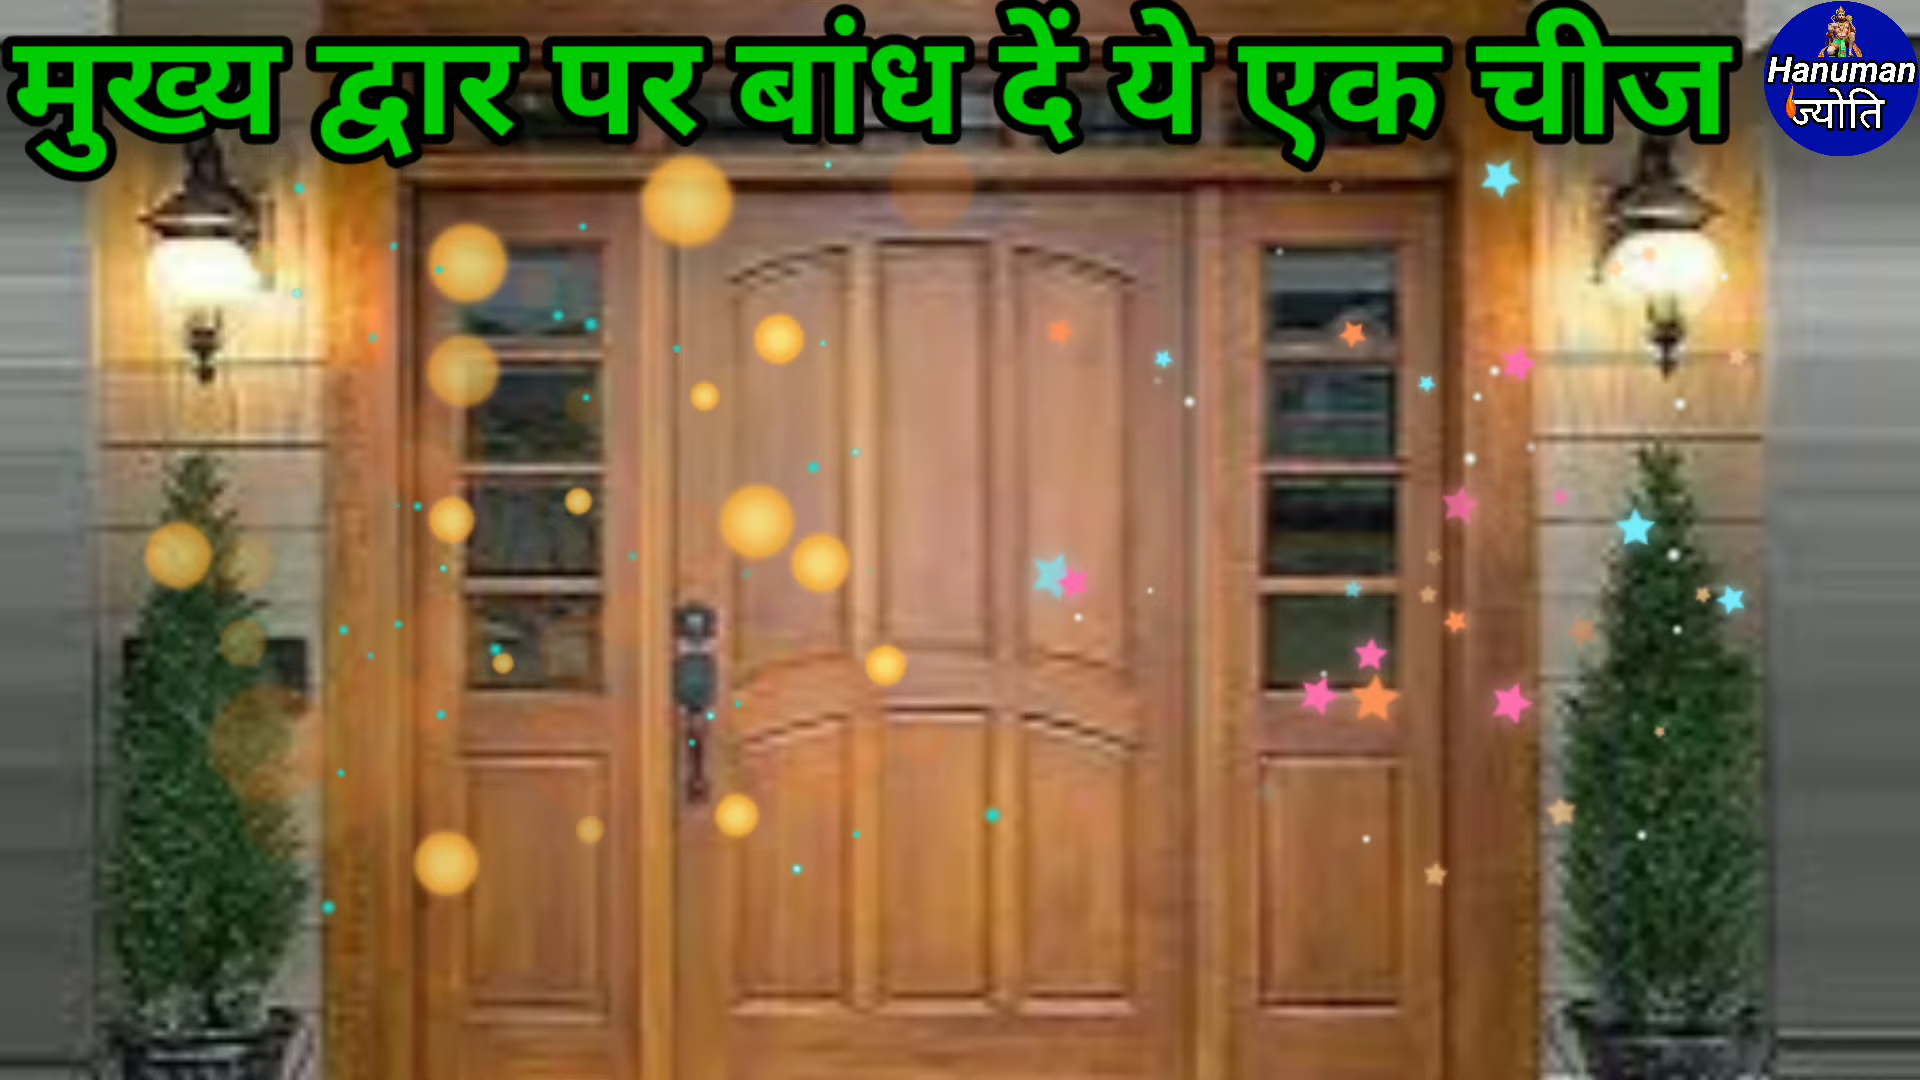 मुख्य द्वार पर बांध दें ये एक चीज
Hanuman
ज्योति